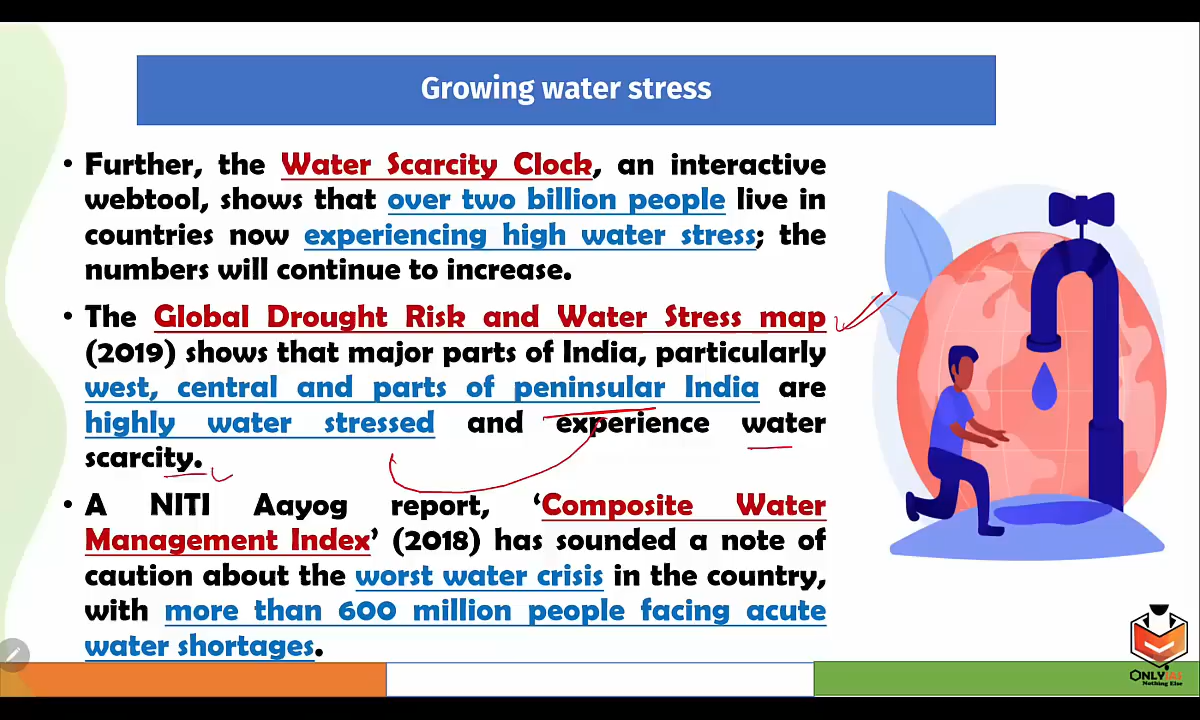 Growing water stress
• Further, the Water Scarcity Clock, an interactive
webtool, shows that over two billion people live in
countries now experiencing high water stress; the
numbers will continue to increase.
• The Global Drought Risk and Water Stress map
(2019) shows that major parts of India, particularly
west, central and parts of peninsular India are
highly water stressed and experience water
scarcity.
• A NITI Aayog report, ‘Composite Water
Management Index’ (2018) has sounded a note of
caution about the worst water crisis in the country,
with more than 600 million people facing acute
water shortages.
ONLYIAS
Nothing Else